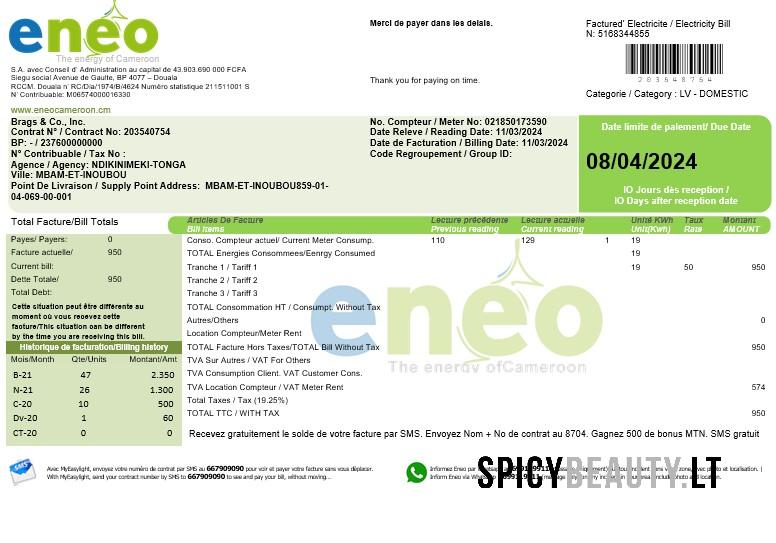 eneo
The energy of Cameroon
S.A. avec Conseil d' Administration au capital de 43.903.690 000 FCFA
Siegu social Avenue de Gaulte, BP 4077 – Douala
RCCM. Douala n' RC/Dia/1974/B/4624 Numéro statistique 211511001 S
N' Contribuable: M06574000016330
www.eneocameroon.cm
Merci de payer dans les delais.
Thank you for paying on time.
Factured' Electricite / Electricity Bill
N: 5168344855
203548764
Categorie / Category : LV - DOMESTIC
Brags & Co., Inc.
Contrat N° / Contract No: 203540754
BP: - / 237600000000
N° Contribuable / Tax No :
Agence / Agency: NDIKINIMEKI-TONGA
Ville: MBAM-ET-INOUBOU
Point De Livraison / Supply Point Address: MBAM-ET-INOUBOU859-01-
04-069-00-001
No. Compteur / Meter No: 021850173590
Date Releve / Reading Date: 11/03/2024
Date de Facturation / Billing Date: 11/03/2024
Code Regroupement / Group ID:
Date limite de paiement/ Due Date
08/04/2024
IO Jours dès réception /
IO Days after reception date
Total Facture/Bill Totals
Payes/ Payers: 0
Facture actuelle/ 950
Current bill:
Dette Totale/ 950
Total Debt:
Cette situation peut être différente au
moment où vous recevez cette
facture/This situation can be different
by the time you are receiving this bill.
Historique de facturation/Billing history
Mois/Month Qte/Units Montant/Amt
B-21 47 2.350
N-21 26 1.300
C-20 10 500
Dv-20 1 60
CT-20 0 0
Articles De Facture Lecture précédente Lecture actuelle Unité KWh Taux Montant
Bill Items Previous reading Current reading Unit(Kwh) Rate AMOUNT
Conso. Compteur actuel/ Current Meter Consump. 110 129 1 19
TOTAL Energies Consommees/Eenrgy Consumed 19
Tranche 1 / Tariff 1 19 50 950
Tranche 2 / Tariff 2
Tranche 3 / Tariff 3
TOTAL Consommation HT / Consumpt. Without Tax
Autres/Others 0
Location Compteur/Meter Rent
TOTAL Facture Hors Taxes/TOTAL Bill Without Tax 950
TVA Sur Autres / VAT For Others
TVA Consumption Client. VAT Consumer Cons.
TVA Location Compteur / VAT Meter Rent 574
Total Taxes / Tax (19.25%)
TOTAL TTC / WITH TAX 950
eneo
The energy of Cameroon
Recevez gratuitement le solde de votre facture par SMS. Envoyez Nom + No de contrat au 8704. Gagnez 500 de bonus MTN. SMS gratuit
SMS
Avec MyEasylight, envoyez votre numéro de contrat par SMS au 667909090 pour voir et payer votre facture sans vous déplacer.
With MyEasylight, send your contract number by SMS to 667909090 to see and pay your bill, without moving...
Informez Eneo par
Inform Eneo by
SPICYBEAUTY.LT